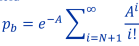 p_b = e^{-A} \sum_{i=N+1}^{\infty} \frac{A^i}{i!}